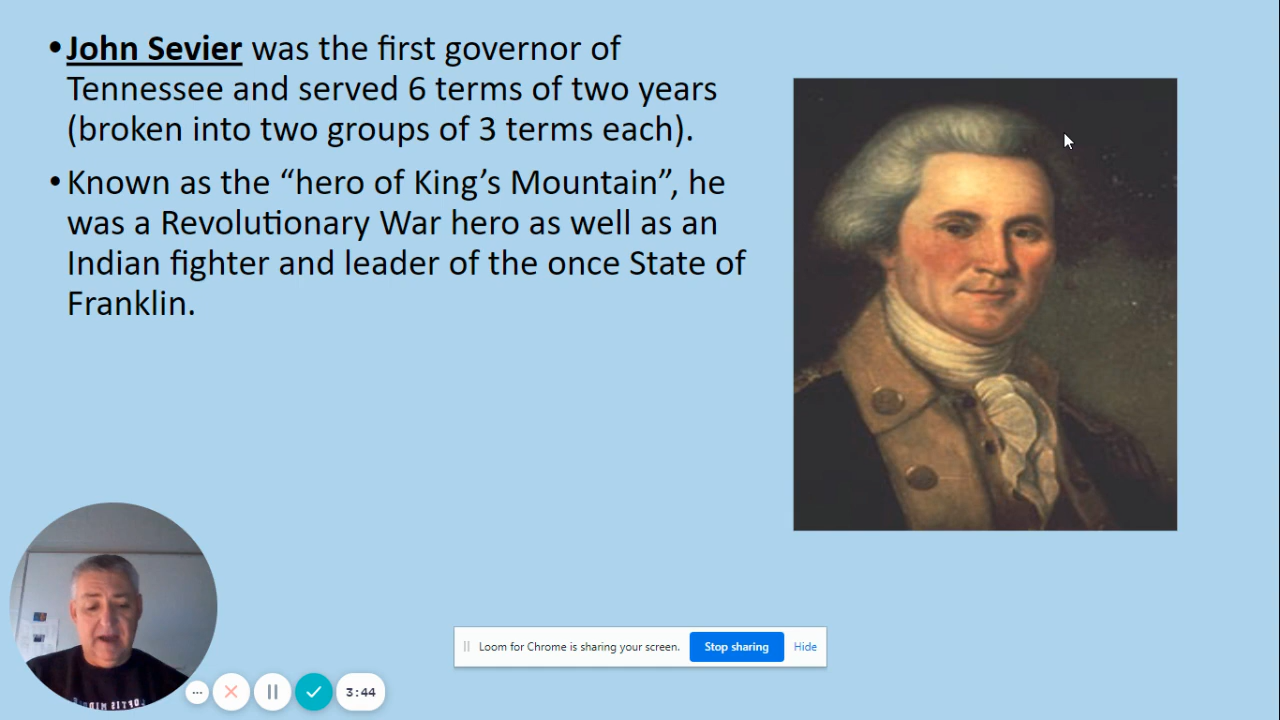 •John Sevier was the first governor of
Tennessee and served 6 terms of two years
(broken into two groups of 3 terms each).
•Known as the “hero of King’s Mountain”, he
was a Revolutionary War hero as well as an
Indian fighter and leader of the once State of
Franklin.
Loom for Chrome is sharing your screen. Stop sharing Hide
3:44